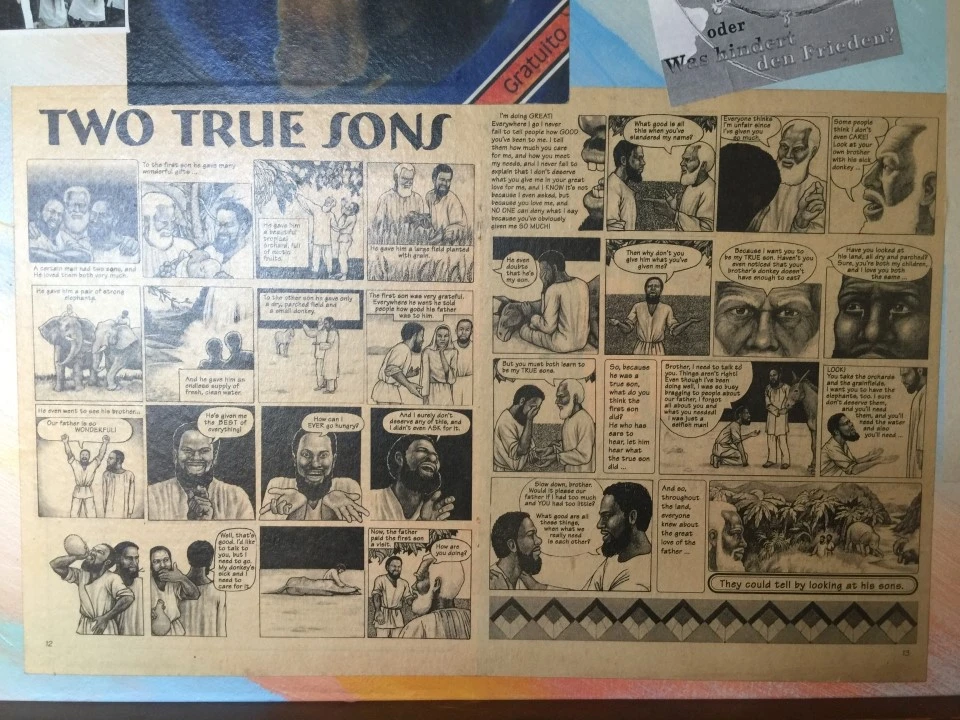 Gratuito
oder
Was hindert
den Frieden?
TWO TRUE SONS
A certain man had two sons, and
He loved them both very much.
To the first son he gave many
wonderful gifts ...
He gave him
a beautiful
tropical
orchard, full
of exotic
fruits.
He gave him a large field planted
with grain.
He gave him a pair of strong
elephants.
And he gave him an
endless supply of
fresh, clean water.
To the other son he gave only
a dry, parched field and
a small donkey.
The first son was very grateful.
Everywhere he went he told
people how good his father
was to him.
He even went to see his brother...
Our father is so
WONDERFUL!
He's given me
the BEST of
everything!
How can I
EVER go hungry?
And I surely don't
deserve any of this, and
I didn't even ASK for it.
Well, that's
good. I'd like
to talk to
you, but I
need to go.
My donkey's
sick and I
need to
care for it.
Now, the father
paid the first son
a visit.
How are
you doing?
12
I'm doing GREAT!
Everywhere I go I never
fail to tell people how GOOD
you've been to me. I tell
them how much you care
for me, and how you meet
my needs, and I never fail to
explain that I don't deserve
what you give me in your great
love for me, and I KNOW it's not
because I even asked, but
because you love me, and
NO ONE can deny what I say
because you've obviously
given me SO MUCH!
What good is all
this when you've
slandered my name?
Everyone thinks
I'm unfair since
I've given you
so much.
Some people
think I don't
even CARE!
Look at your
own brother
with his sick
donkey ...
He even
doubts
that he's
my son.
Then why don't you
give him what you've
given me?
Because I want you to
be my TRUE son. Haven't you
even noticed that your
brother's donkey doesn't
have enough to eat?
Have you looked at
his land, all dry and parched?
Sure, you're both my children,
and I love you both
the same ...
But you must both learn to
be my TRUE sons.
So, because
he was a
true son,
what do you
think the
first son
did?
He who has
ears to
hear, let him
hear what
the true son
did ...
Brother, I need to talk to
you. Things aren't right!
Even though I've been
doing well, I was so busy
bragging to people about
our father, I forgot
all about you and
what you needed!
I was just a
selfish man!
LOOK!
You take the orchards
and the grainfields.
I want you to have the
elephants, too. I sure
don't deserve
them, and
you'll need
them, and you'll
need the water
and also
you'll need ...
Slow down, brother.
Would it please our
father if I had too much
and YOU had too little?
What good are all
these things,
when what we
really need
is each other?
And so,
throughout
the land,
everyone
knew about
the great
love of the
father ...
They could tell by looking at his sons.
13